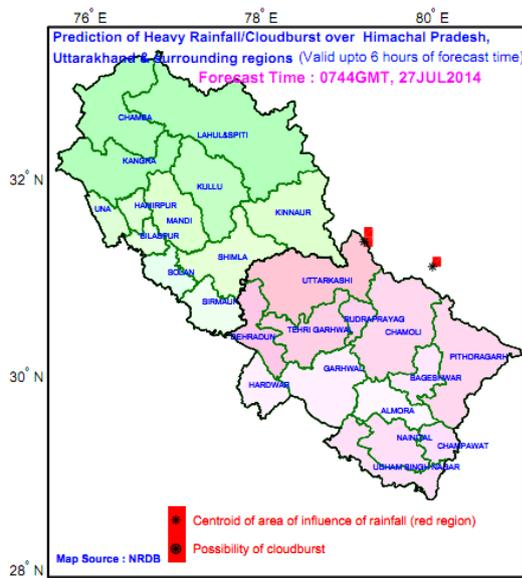 76° E 78° E 80° E
Prediction of Heavy Rainfall/Cloudburst over Himachal Pradesh,
Uttarakhand & surrounding regions (Valid upto 6 hours of forecast time)
Forecast Time : 0744GMT, 27JUL2014
CHAMBA
LAHUL&SPITI
KANGRA
32° N
KULLU
UNA
HAMIRPUR
KINNAUR
MANDI
BILASPUR
SHIMLA
SOLAN
UTTARKASHI
SIRMAUR
RUDRAPRAYAG
TEHRI GARHWAL
CHAMOLI
DEHRADUN
PITHORAGARH
GARHWAL
30° N
BAGESHWAR
HARDWAR
ALMORA
NAINITAL
CHAMPAWAT
UDHAM SINGH NAGAR
Centroid of area of influence of rainfall (red region)
Possibility of cloudburst
Map Source : NRDB
28° N